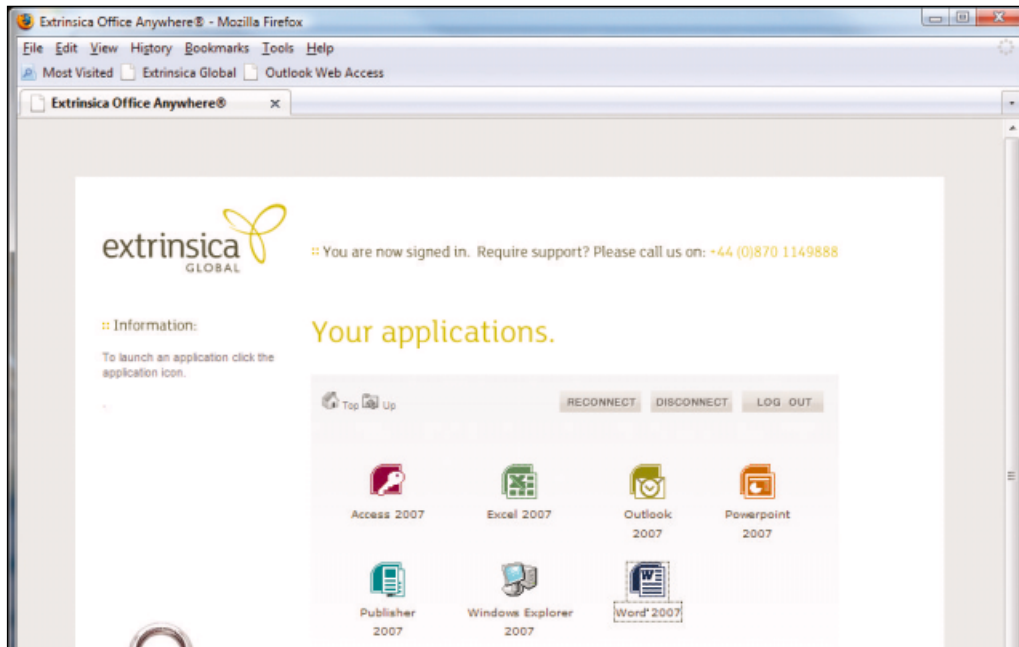 Extrinsica Office Anywhere® - Mozilla Firefox
File Edit View History Bookmarks Tools Help
Most Visited Extrinsica Global Outlook Web Access
Extrinsica Office Anywhere®
extrinsica
GLOBAL
:: You are now signed in. Require support? Please call us on: +44 (0)870 1149888
:: Information:
To launch an application click the
application icon.
Your applications.
Top Up RECONNECT DISCONNECT LOG OUT
Access 2007 Excel 2007 Outlook 2007 Powerpoint 2007
Publisher 2007 Windows Explorer 2007 Word 2007